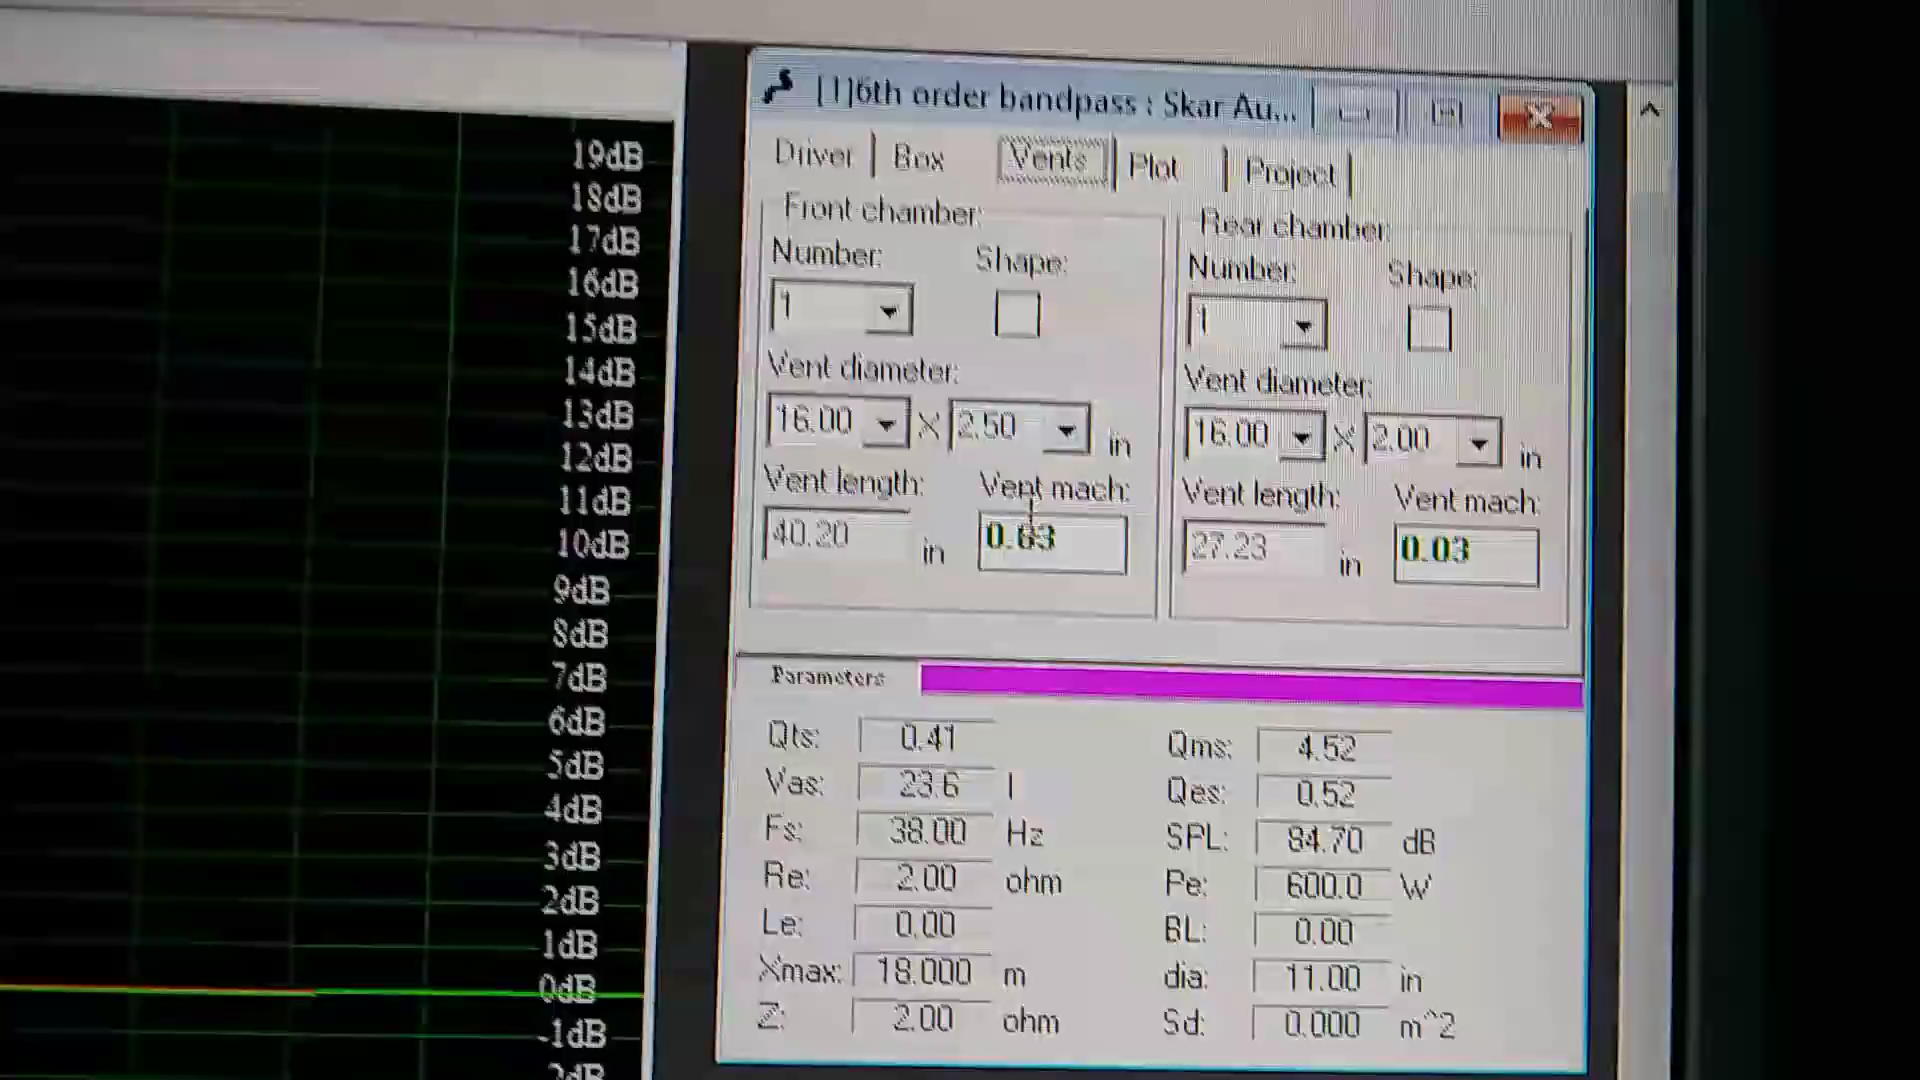 19dB
18dB
17dB
16dB
15dB
14dB
13dB
12dB
11dB
10dB
9dB
8dB
7dB
6dB
5dB
4dB
3dB
2dB
1dB
0dB
-1dB
[1]6th order bandpass : Skar Au...
Driver Box Vents Plot Project
Front chamber:
Number: Shape:
1
Vent diameter:
16.00 X 2.50 in
Vent length: Vent mach:
40.20 in
Rear chamber:
Number: Shape:
1
Vent diameter:
16.00 X 2.00 in
Vent length: Vent mach:
27.23 in 0.03
Parameters
Qts: 0.41 Qms: 4.52
Vas: 23.6 l Qes: 0.52
Fs: 38.00 Hz SPL: 84.70 dB
Re: 2.00 ohm Pe: 600.0 W
Le: 0.00 BL: 0.00
Xmax: 18.000 m dia: 11.00 in
Z: 2.00 ohm Sd: 0.000 m^2